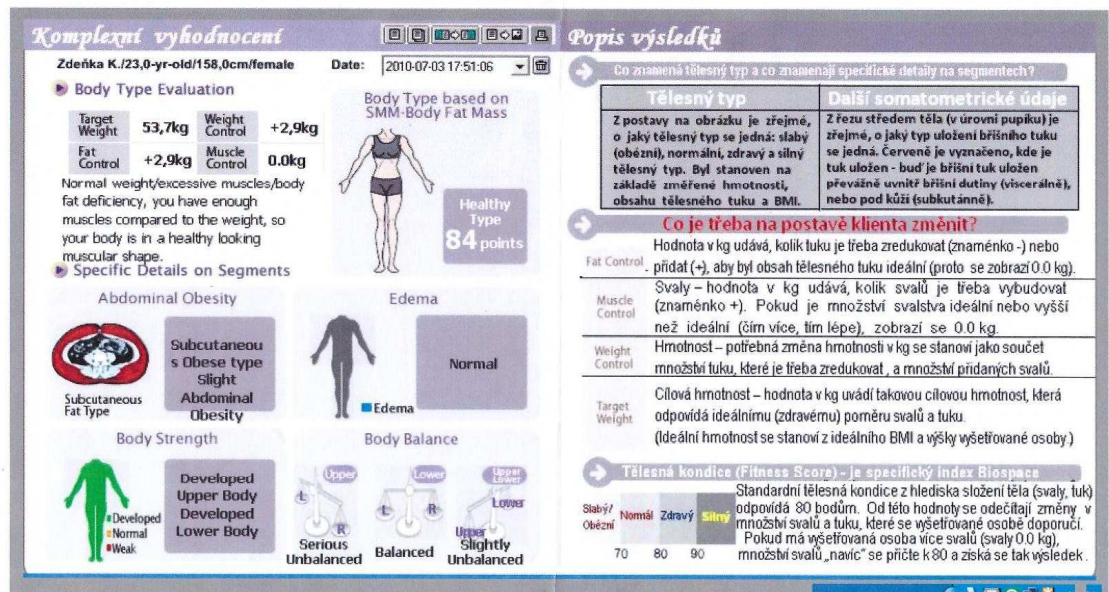 Komplexní vyhodnocení
Zdeňka K./23,0-yr-old/158,0cm/female
Date: 2010-07-03 17:51:06
Body Type Evaluation
Target Weight 53,7kg Weight Control +2,9kg
Fat Control +2,9kg Muscle Control 0.0kg
Normal weight/excessive muscles/body
fat deficiency, you have enough
muscles compared to the weight, so
your body is in a healthy looking
muscular shape.
Body Type based on
SMM-Body Fat Mass
Healthy
Type
84 points
Specific Details on Segments
Abdominal Obesity
Subcutaneous
Fat Type
Subcutaneou
s Obese type
Slight
Abdominal
Obesity
Edema
Edema
Normal
Body Strength
Developed
Normal
Weak
Developed
Upper Body
Developed
Lower Body
Body Balance
Upper
L
R
Serious
Unbalanced
Lower
L
R
Balanced
Upper
Lower
Lower
Upper
Slightly
Unbalanced
Popis výsledků
Co znamená tělesný typ a co znamenají specifické detaily na segmentech?
Tělesný typ
Z postavy na obrázku je zřejmé,
o jaký tělesný typ se jedná: slabý
(obézní), normální, zdravý a silný
tělesný typ. Byl stanoven na
základě změřené hmotnosti,
obsahu tělesného tuku a BMI.
Další somatometrické údaje
Z řezu středem těla (v úrovni pupíku) je
zřejmé, o jaký typ uložení břišního tuku
se jedná. Červeně je vyznačeno, kde je
tuk uložen - buď je břišní tuk uložen
převážně uvnitř břišní dutiny (viscerálně),
nebo pod kůží (subkutánně).
Co je třeba na postavě klienta změnit?
Fat Control
Hodnota v kg udává, kolik tuku je třeba zredukovat (znaménko -) nebo
přidat (+), aby byl obsah tělesného tuku ideální (proto se zobrazí 0.0 kg).
Muscle
Control
Svaly – hodnota v kg udává, kolik svalů je třeba vybudovat
(znaménko +). Pokud je množství svalstva ideální nebo vyšší
než ideální (čím více, tím lépe), zobrazí se 0.0 kg.
Weight
Control
Hmotnost – potřebná změna hmotnosti v kg se stanoví jako součet
množství tuku, které je třeba zredukovat, a množství přidaných svalů.
Target
Weight
Cílová hmotnost – hodnota v kg uvádí takovou cílovou hmotnost, která
odpovídá ideálnímu (zdravému) poměru svalů a tuku.
(Ideální hmotnost se stanoví z ideálního BMI a výšky vyšetřované osoby.)
Tělesná kondice (Fitness Score) - je specifický index Biospace
Slabý/
Obézní
Normál Zdravý Silný
70 80 90
Standardní tělesná kondice z hlediska složení těla (svaly, tuk)
odpovídá 80 bodům. Od této hodnoty se odečítají změny v
množství svalů a tuku, které se vyšetřované osobě doporučí.
Pokud má vyšetřovaná osoba více svalů (svaly 0.0 kg),
množství svalů „navíc“ se přičte k 80 a získá se tak výsledek.